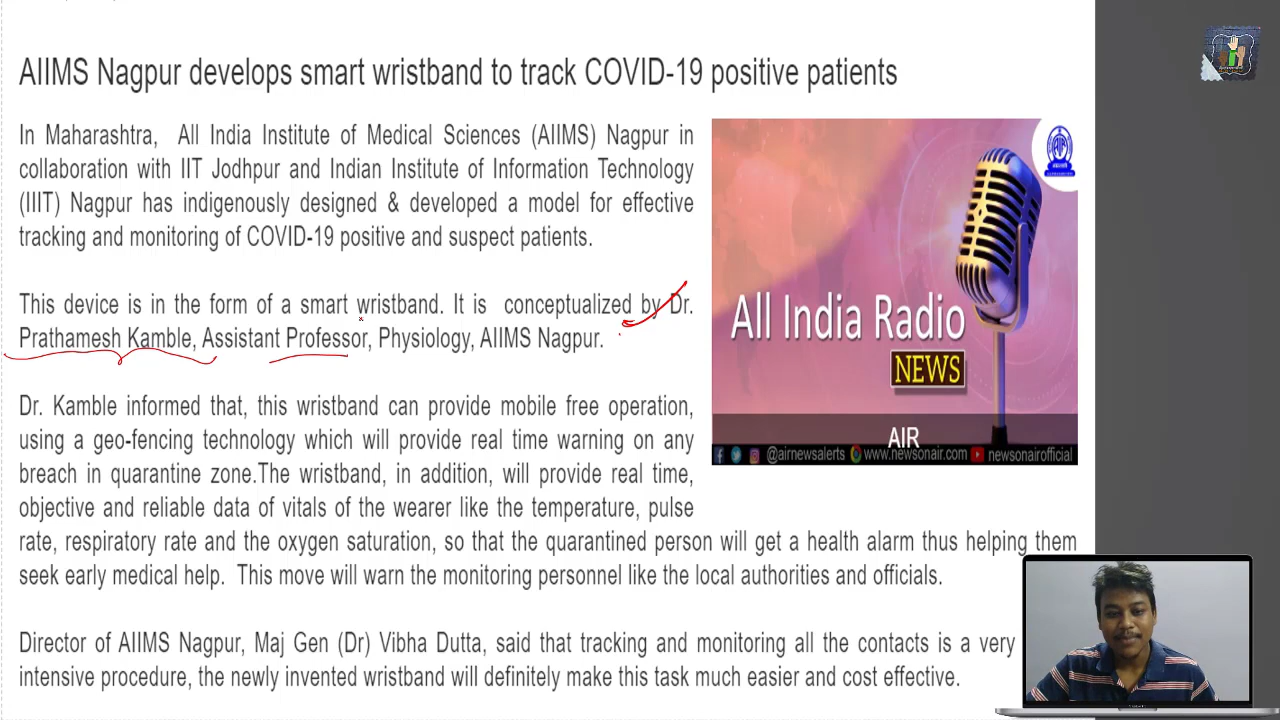 AIIMS Nagpur develops smart wristband to track COVID-19 positive patients
In Maharashtra, All India Institute of Medical Sciences (AIIMS) Nagpur in
collaboration with IIT Jodhpur and Indian Institute of Information Technology
(IIIT) Nagpur has indigenously designed & developed a model for effective
tracking and monitoring of COVID-19 positive and suspect patients.
This device is in the form of a smart wristband. It is conceptualized by Dr.
Prathamesh Kamble, Assistant Professor, Physiology, AIIMS Nagpur.
Dr. Kamble informed that, this wristband can provide mobile free operation,
using a geo-fencing technology which will provide real time warning on any
breach in quarantine zone.The wristband, in addition, will provide real time,
objective and reliable data of vitals of the wearer like the temperature, pulse
rate, respiratory rate and the oxygen saturation, so that the quarantined person will get a health alarm thus helping them
seek early medical help. This move will warn the monitoring personnel like the local authorities and officials.
Director of AIIMS Nagpur, Maj Gen (Dr) Vibha Dutta, said that tracking and monitoring all the contacts is a very
intensive procedure, the newly invented wristband will definitely make this task much easier and cost effective.
All India Radio
NEWS
AIR
@airnewsalerts www.newsonair.com newsonairofficial